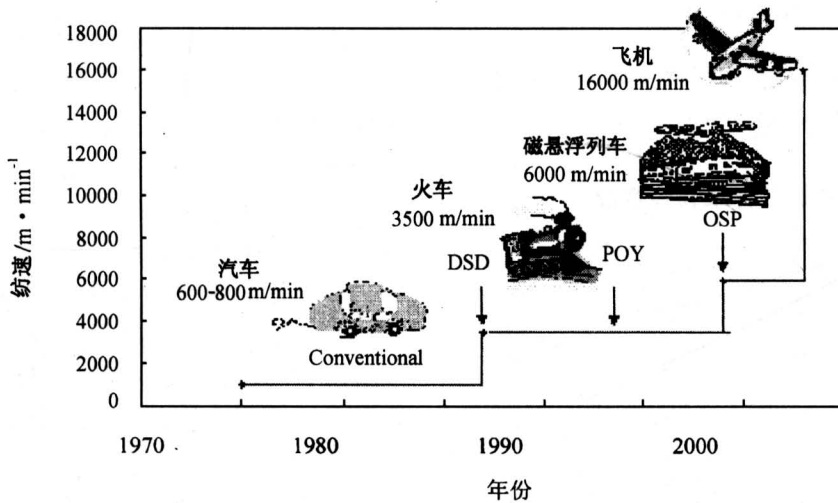 18000
16000
14000
12000
10000
8000
6000
4000
2000
0
纺速/m·min⁻¹
飞机
16000 m/min
磁悬浮列车
6000 m/min
OSP
火车
3500 m/min
DSD
POY
汽车
600-800m/min
Conventional
1970
1980
1990
2000
年份